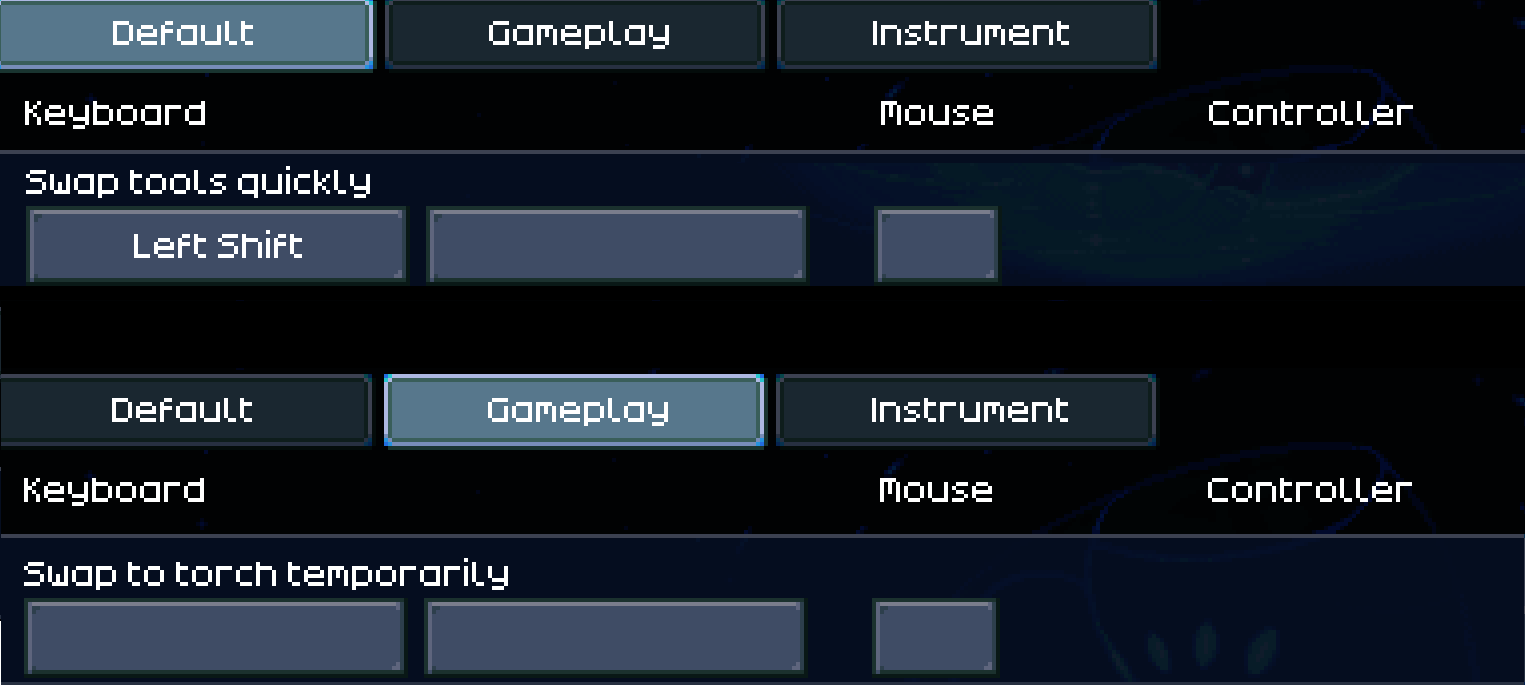 Default Gameplay Instrument
Keyboard Mouse Controller
Swap tools quickly
Left Shift
Default Gameplay Instrument
Keyboard Mouse Controller
Swap to torch temporarily